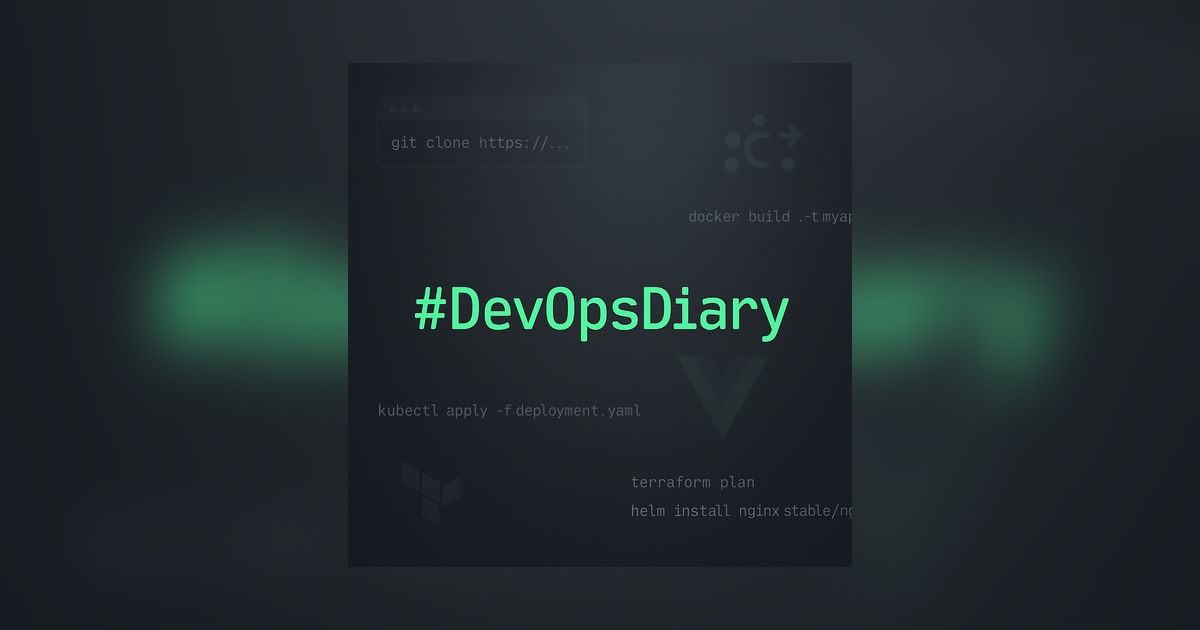 git clone https://...
docker build .-t myap
#DevOpsDiary
kubectl apply -f deployment.yaml
terraform plan
helm install nginx stable/ng